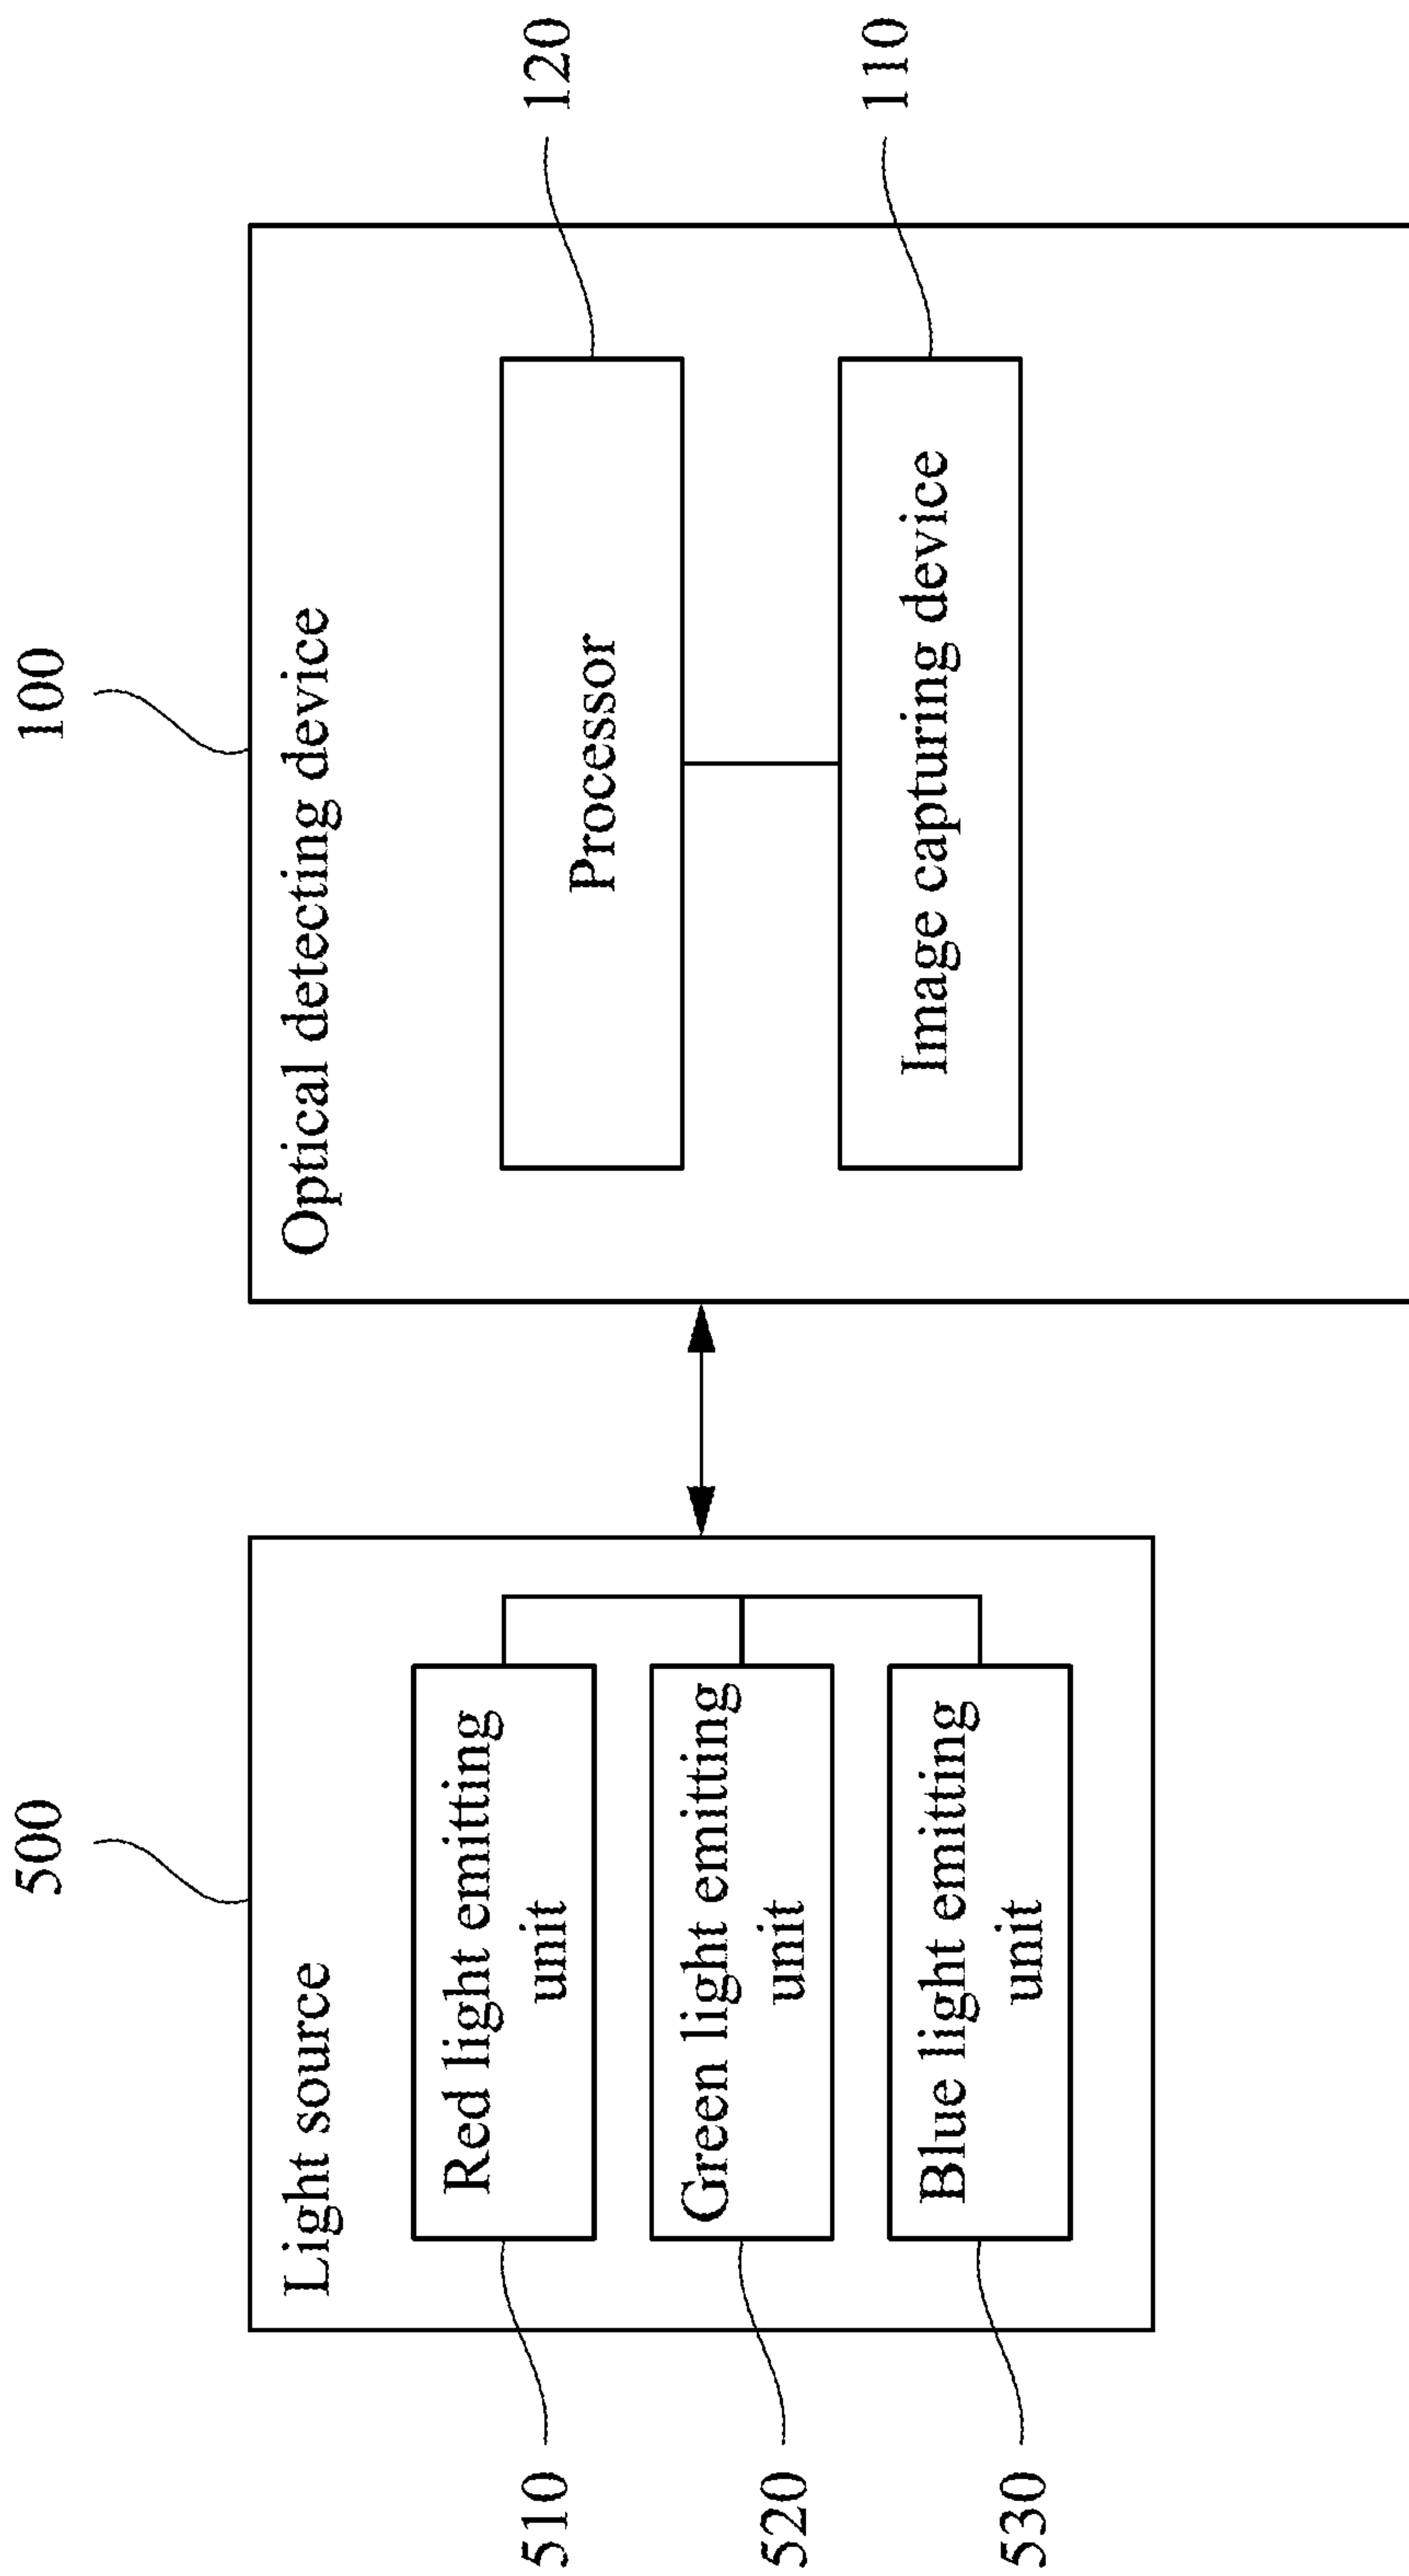 500
100
Light source
Optical detecting device
510
Red light emitting
unit
520
Green light emitting
unit
530
Blue light emitting
unit
Processor
120
Image capturing device
110